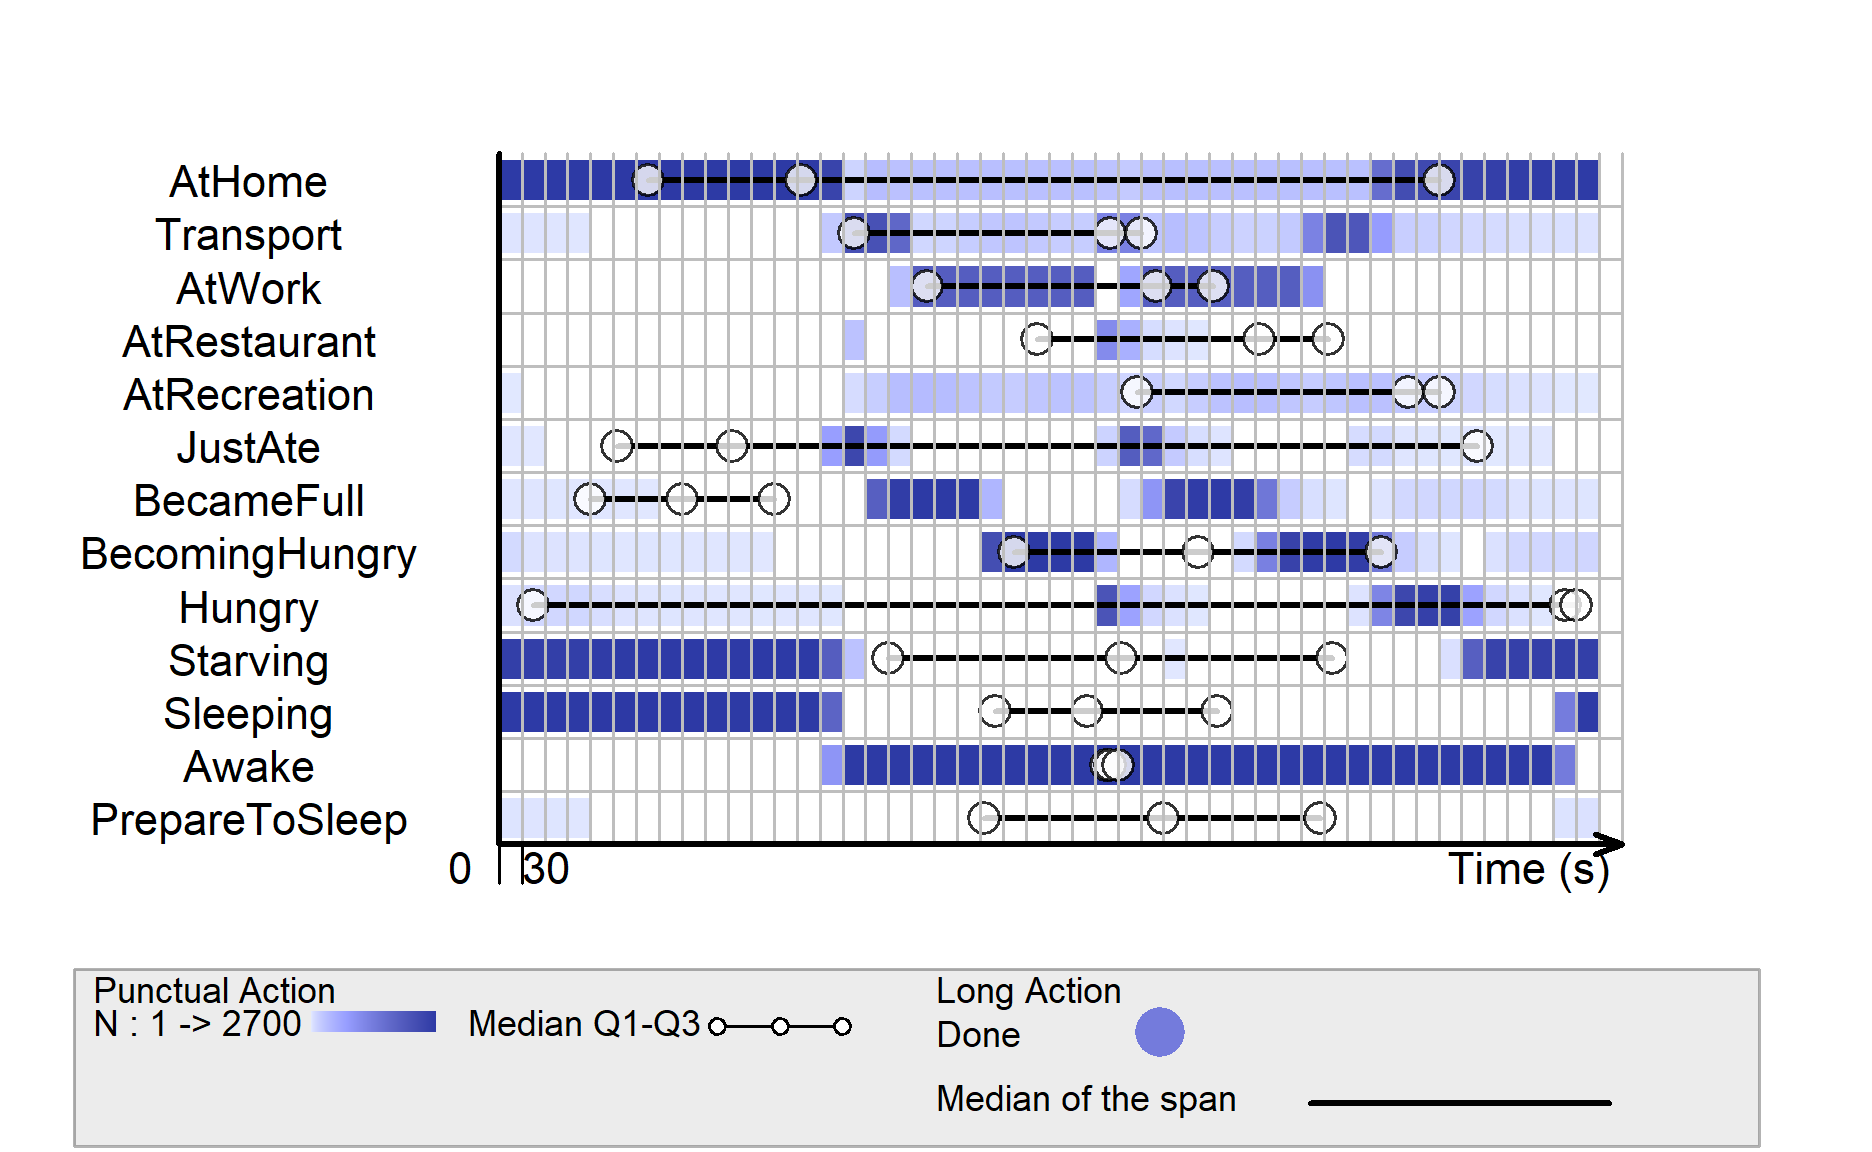 AtHome
Transport
AtWork
AtRestaurant
AtRecreation
JustAte
BecameFull
BecomingHungry
Hungry
Starving
Sleeping
Awake
PrepareToSleep
0 30 Time (s)
Punctual Action
N : 1 -> 2700 Median Q1-Q3
Long Action
Done
Median of the span